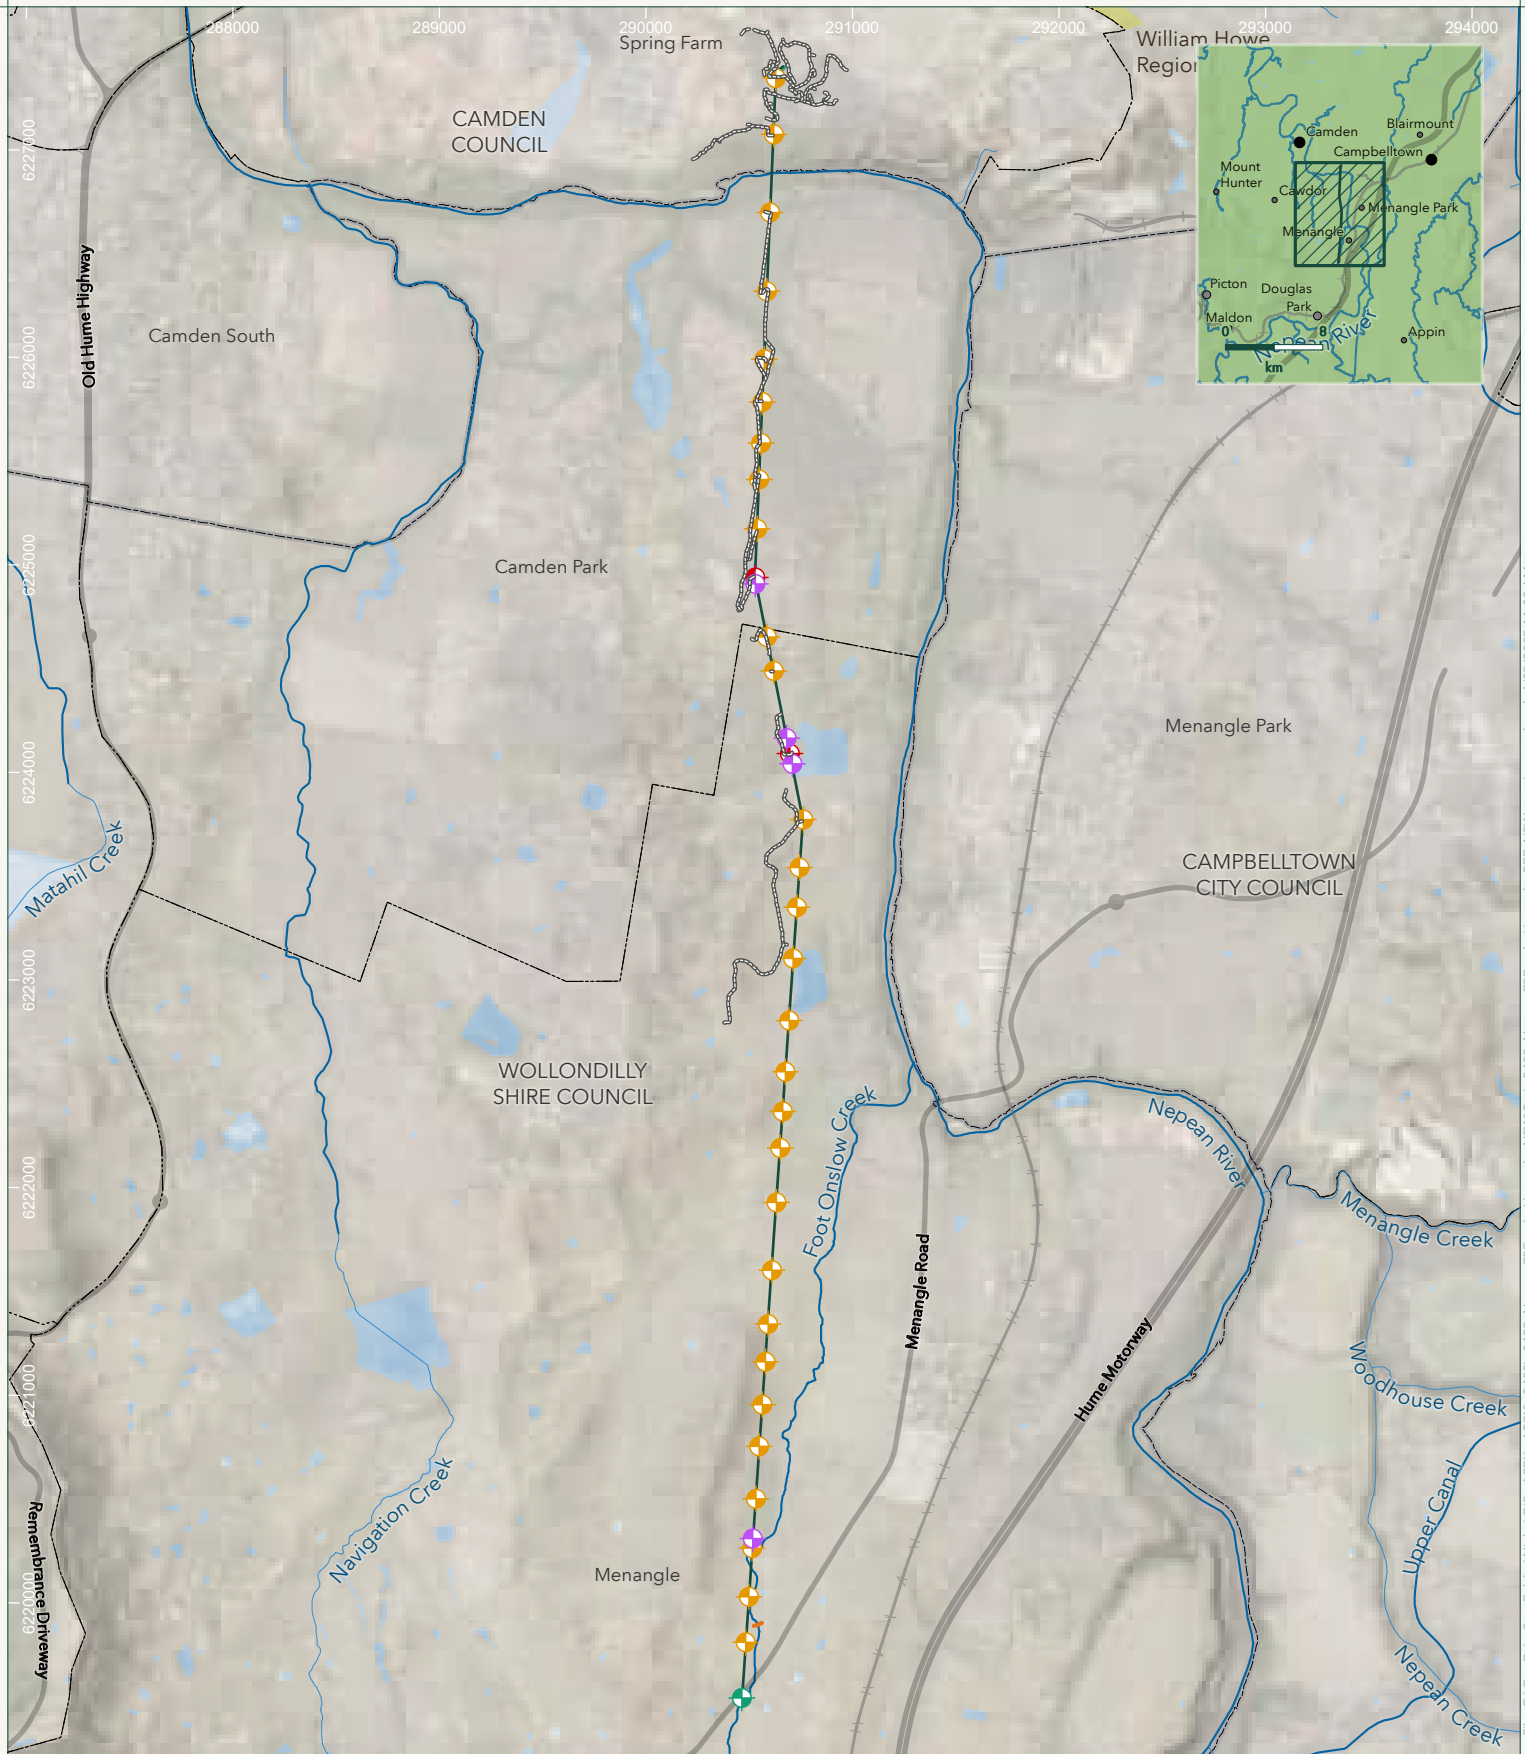 288000
289000
290000
291000
292000
293000
294000
Spring Farm
William Howe
Region
CAMDEN
COUNCIL
Blairmount
Camden
Campbelltown
Mount
Hunter
Cawdor
Menangle Park
Menangle
Picton
Douglas
Park
Maldon
Nepean River
Appin
0
8
km
6227000
Old Hume Highway
Camden South
6226000
6225000
Camden Park
Menangle Park
6224000
Matahil Creek
CAMPBELLTOWN
CITY COUNCIL
6223000
WOLLONDILLY
SHIRE COUNCIL
Foot Onslow Creek
Nepean River
6222000
Menangle Creek
Menangle Road
Hume Motorway
Woodhouse Creek
6221000
Navigation Creek
Upper Canal
Remembrance Driveway
Menangle
6220000
Nepean Creek